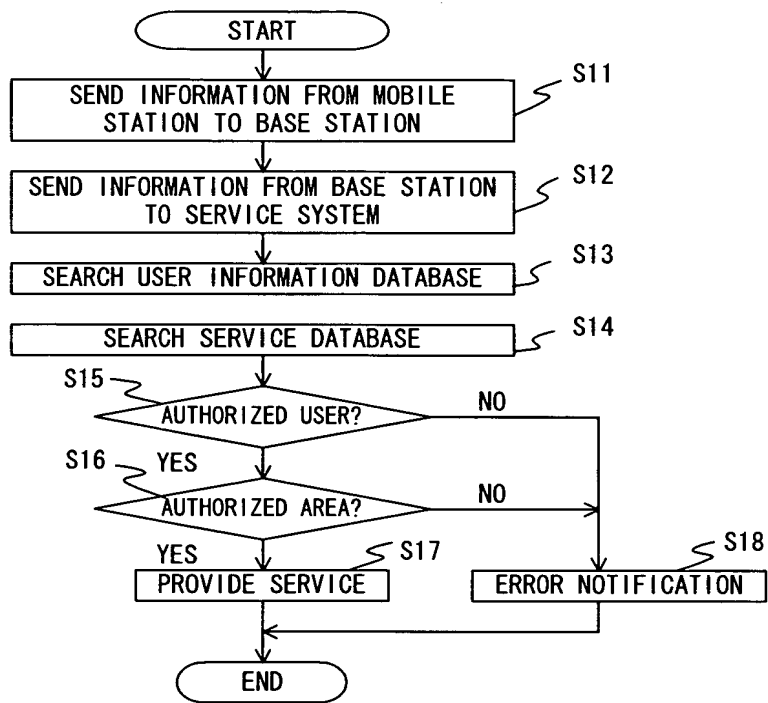 START
SEND INFORMATION FROM MOBILE
STATION TO BASE STATION
S11
SEND INFORMATION FROM BASE STATION
TO SERVICE SYSTEM
S12
SEARCH USER INFORMATION DATABASE
S13
SEARCH SERVICE DATABASE
S14
S15
AUTHORIZED USER?
NO
YES
S16
AUTHORIZED AREA?
NO
YES
S17
PROVIDE SERVICE
S18
ERROR NOTIFICATION
END